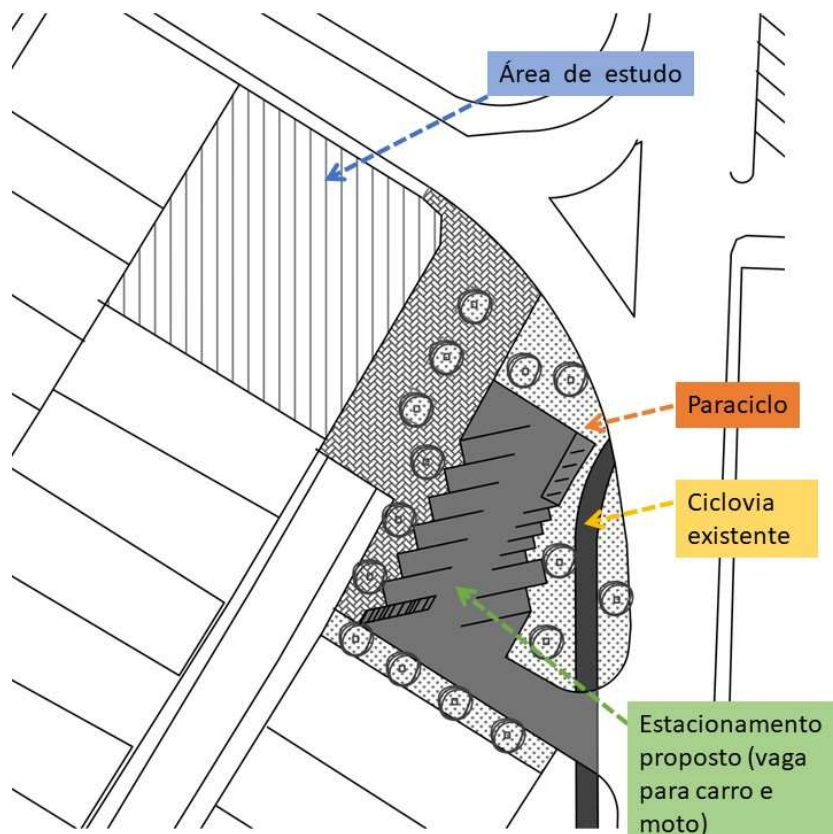 Área de estudo
Paraciclo
Ciclovia
existente
Estacionamento
proposto (vaga
para carro e
moto)